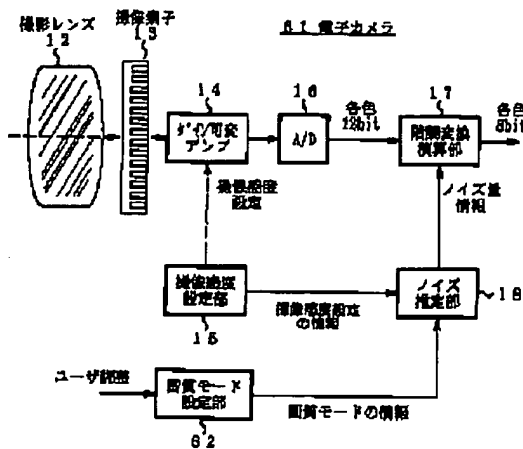 撮影レンズ
12
撮像素子
13
61 電子カメラ
14
ゲイン可変
アンプ
16
A/D
各色
12bit
17
階調変換
演算部
各色
8bit
撮像感度
設定
ノイズ量
情報
撮像感度
設定部
15
撮像感度設定
の情報
ノイズ
推定部
18
ユーザ調整
画質モード
設定部
62
画質モードの情報